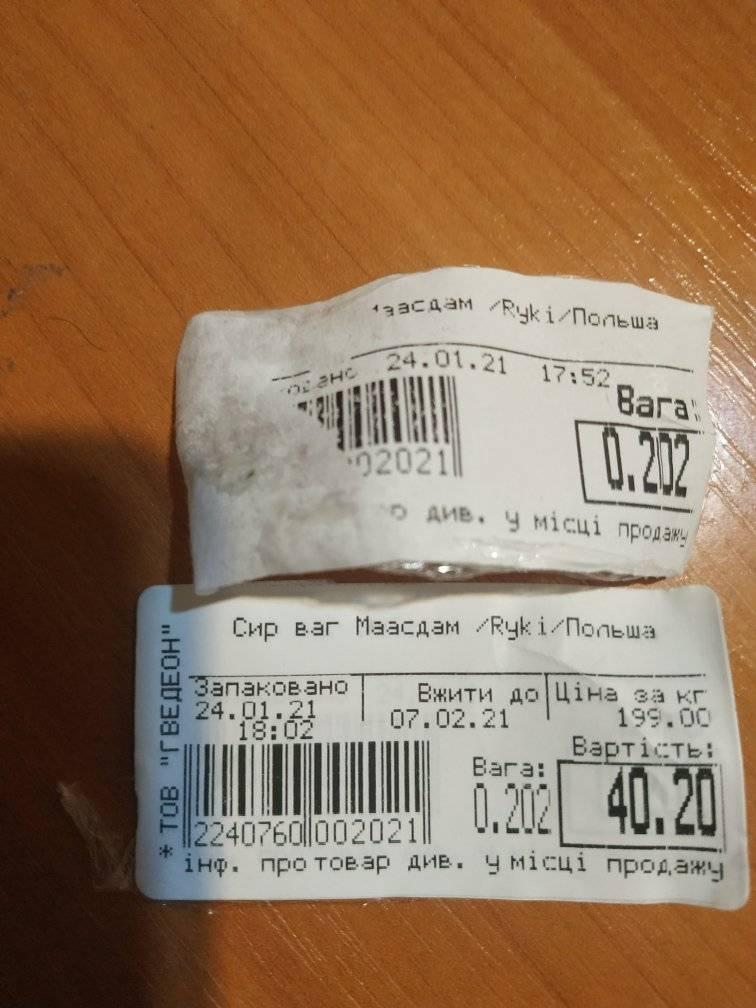 /Ryki/Польша
24.01.21 17:52
Вага:
0.202
02021
див. у місці продажу
Сир ваг Маасдам /Ryki/Польша
* ТОВ "ГВЕДЕОН"
Запаковано Вжити до Ціна за кг
24.01.21 07.02.21 199.00
18:02
Вартість:
Вага:
0.202 40.20
2240760 002021
інф. про товар див. у місці продажу